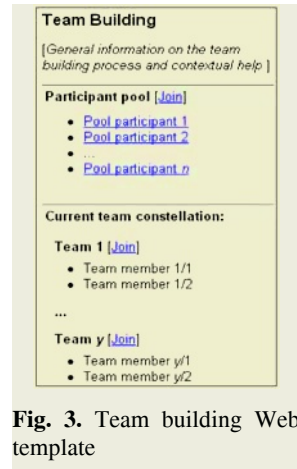 Team Building
[General information on the team
building process and contextual help ]
Participant pool [Join]
• Pool participant 1
• Pool participant 2
• ...
• Pool participant n
Current team constellation:
Team 1 [Join]
• Team member 1/1
• Team member 1/2
...
Team y [Join]
• Team member y/1
• Team member y/2
Fig. 3. Team building Web
template